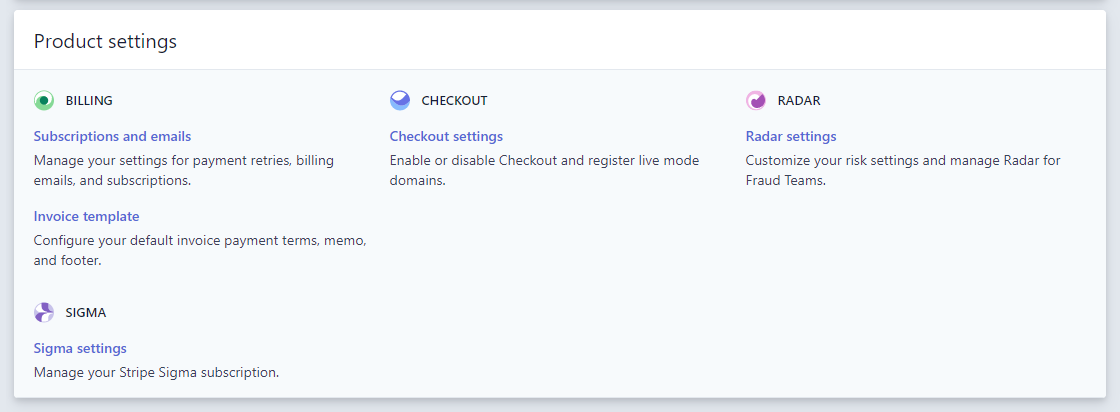 Product settings
BILLING
Subscriptions and emails
Manage your settings for payment retries, billing
emails, and subscriptions.
Invoice template
Configure your default invoice payment terms, memo,
and footer.
CHECKOUT
Checkout settings
Enable or disable Checkout and register live mode
domains.
RADAR
Radar settings
Customize your risk settings and manage Radar for
Fraud Teams.
SIGMA
Sigma settings
Manage your Stripe Sigma subscription.